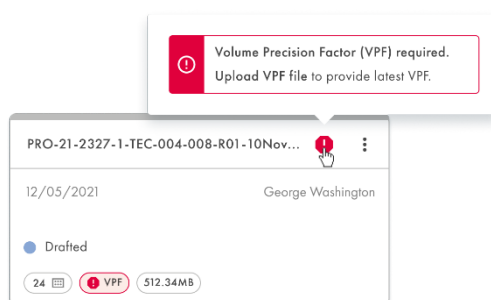 Volume Precision Factor (VPF) required.
Upload VPF file to provide latest VPF.
PRO-21-2327-1-TEC-004-008-R01-10Nov...
12/05/2021 George Washington
Drafted
24 VPF 512.34MB